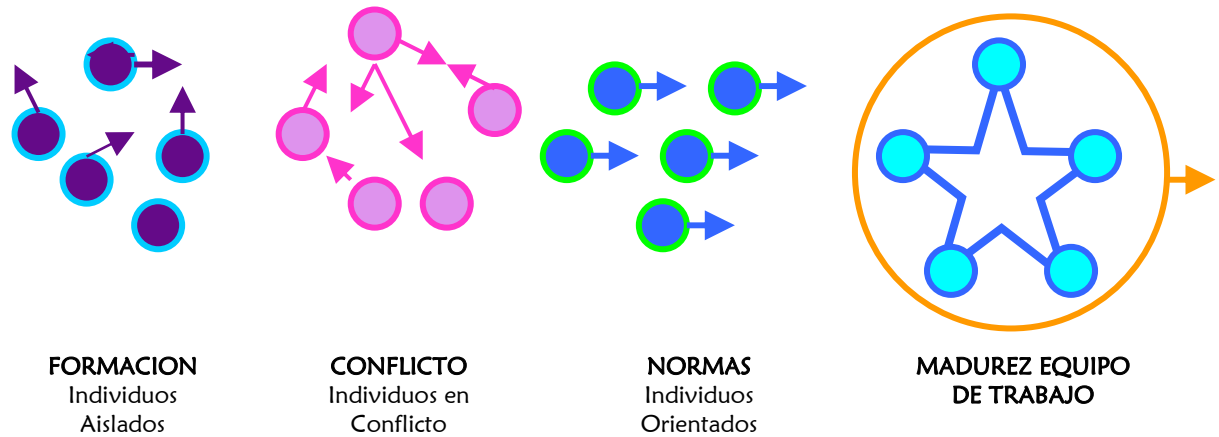 FORMACION
Individuos
Aislados
CONFLICTO
Individuos en
Conflicto
NORMAS
Individuos
Orientados
MADUREZ EQUIPO
DE TRABAJO